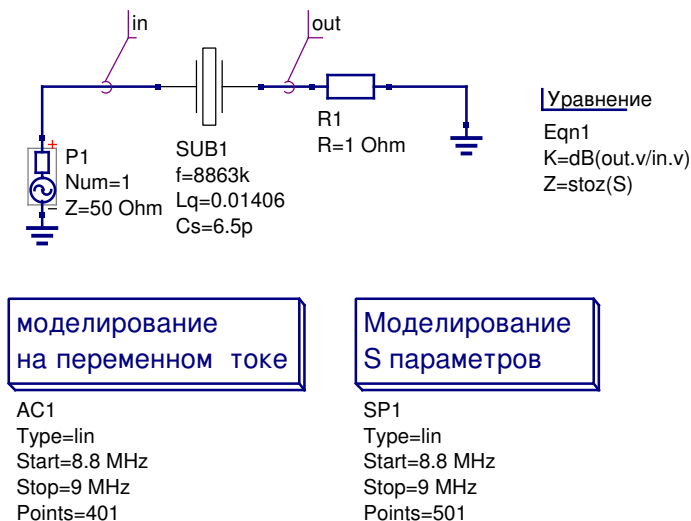 in
out
P1
Num=1
Z=50 Ohm
SUB1
f=8863k
Lq=0.01406
Cs=6.5p
R1
R=1 Ohm
Уравнение
Eqn1
K=dB(out.v/in.v)
Z=stoz(S)
моделирование
на переменном токе
AC1
Type=lin
Start=8.8 MHz
Stop=9 MHz
Points=401
Моделирование
S параметров
SP1
Type=lin
Start=8.8 MHz
Stop=9 MHz
Points=501